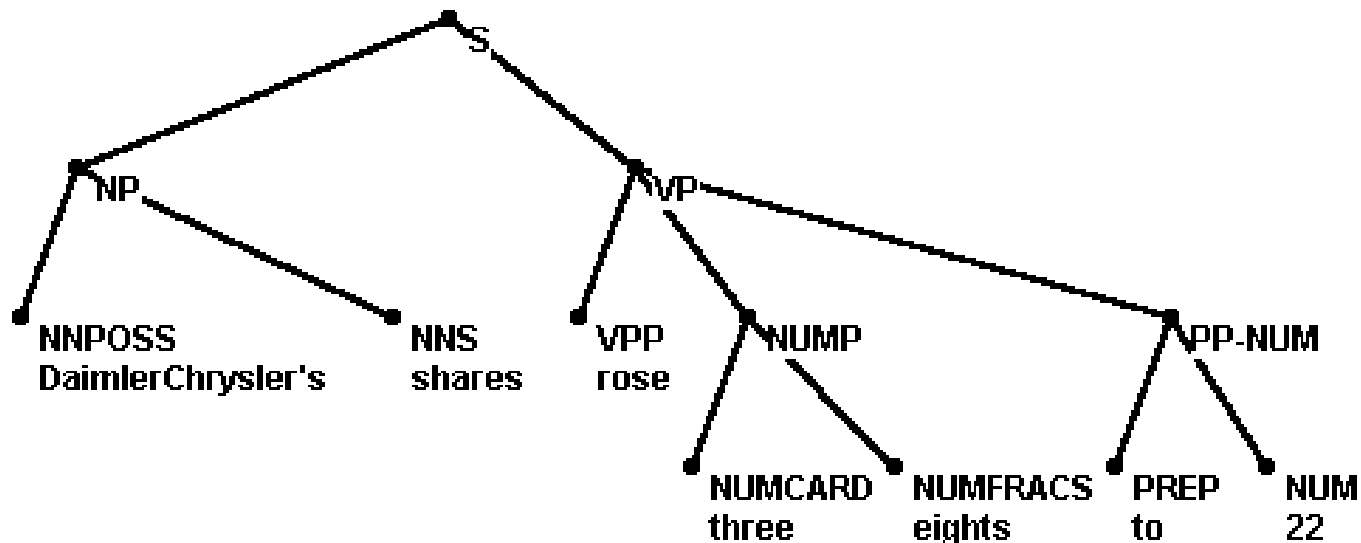 S
NP VP
NNPOSS NNS VPP NUMP PP-NUM
DaimlerChrysler's shares rose
NUMCARD NUMFRACS PREP NUM
three eights to 22